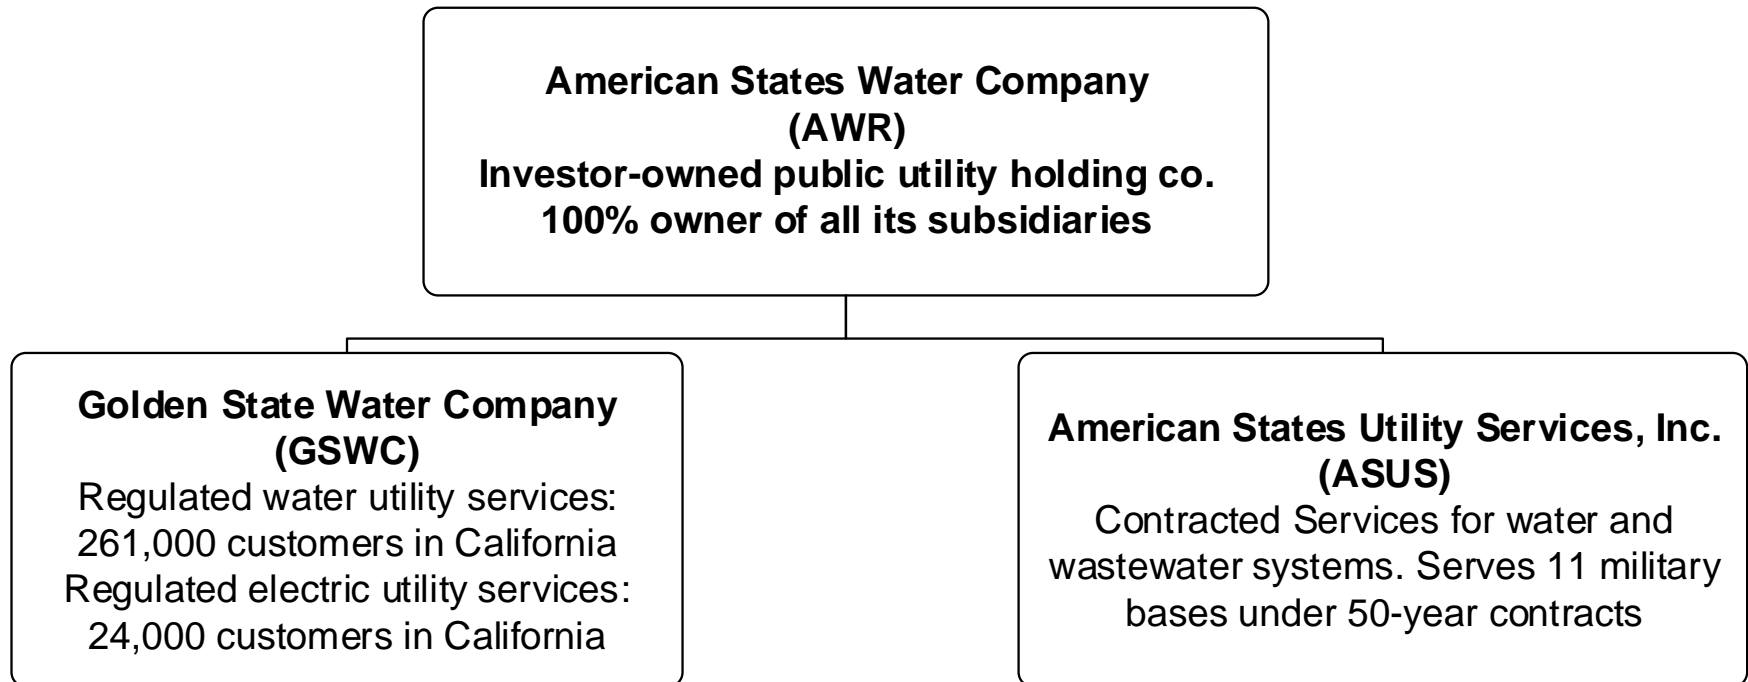 American States Water Company
(AWR)
Investor-owned public utility holding co.
100% owner of all its subsidiaries
Golden State Water Company
(GSWC)
Regulated water utility services:
261,000 customers in California
Regulated electric utility services:
24,000 customers in California
American States Utility Services, Inc.
(ASUS)
Contracted Services for water and
wastewater systems. Serves 11 military
bases under 50-year contracts